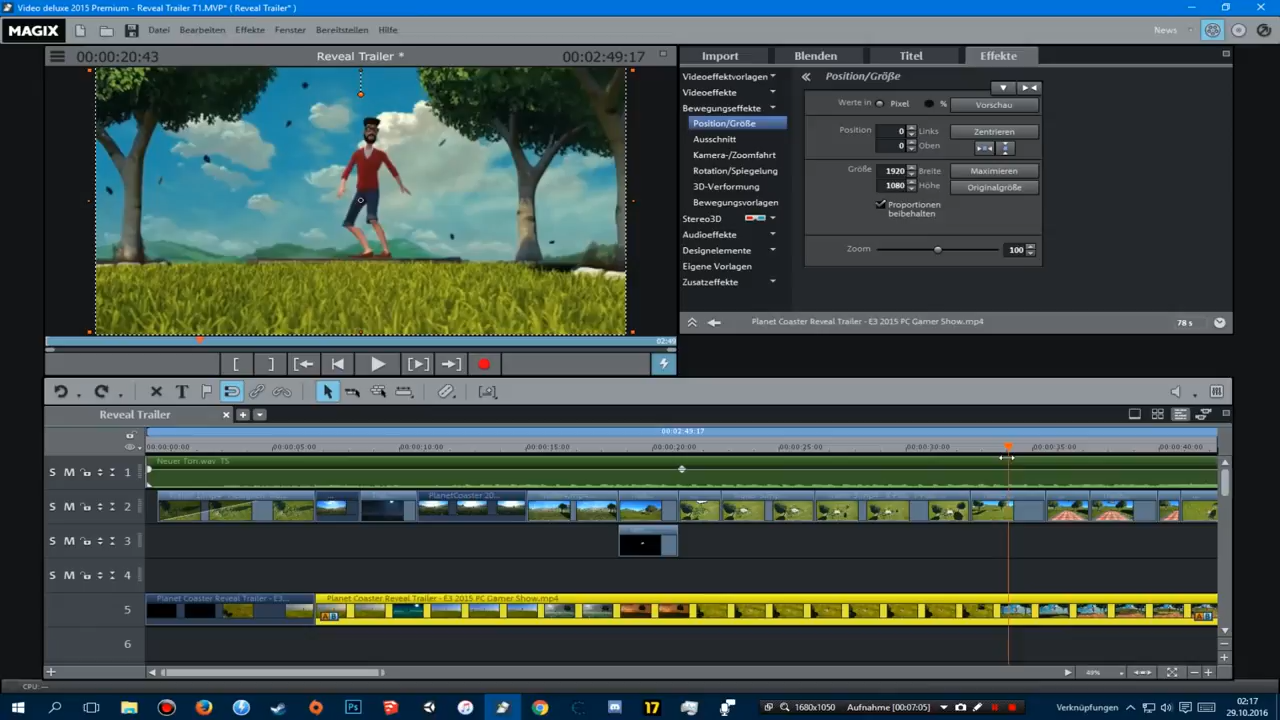 Video deluxe 2015 Premium - Reveal Trailer T1.MVP* ( Reveal Trailer* )
MAGIX
Datei Bearbeiten Effekte Fenster Bereitstellen Hilfe
News
00:00:20:43
Reveal Trailer *
00:02:49:17
Import
Blenden
Titel
Effekte
Videoeffektvorlagen
Videoeffekte
Bewegungseffekte
Position/Größe
Ausschnitt
Kamera-/Zoomfahrt
Rotation/Spiegelung
3D-Verformung
Bewegungsvorlagen
Stereo3D
Audioeffekte
Designelemente
Eigene Vorlagen
Zusatzeffekte
Position/Größe
Werte in Pixel %
Vorschau
Position 0 Links
0 Oben
Zentrieren
Größe 1920 Breite
1080 Höhe
Maximieren
Originalgröße
Proportionen
beibehalten
Zoom 100
Planet Coaster Reveal Trailer - E3 2015 PC Gamer Show.mp4
78 s
02:49
Reveal Trailer
00:02:49:17
00:00:00:00 00:00:05:00 00:00:10:00 00:00:15:00 00:00:20:00 00:00:25:00 00:00:30:00 00:00:35:00 00:00:40:00
S M 1
Neuer Ton.wav TS
S M 2
PlanetCoaster 20...
S M 3
S M 4
5
Planet Coaster Reveal Trailer - E3...
Planet Coaster Reveal Trailer - E3 2015 PC Gamer Show.mp4
6
49%
CPU: --
1680x1050
Aufnahme [00:07:05]
Verknüpfungen
02:17
29.10.2016